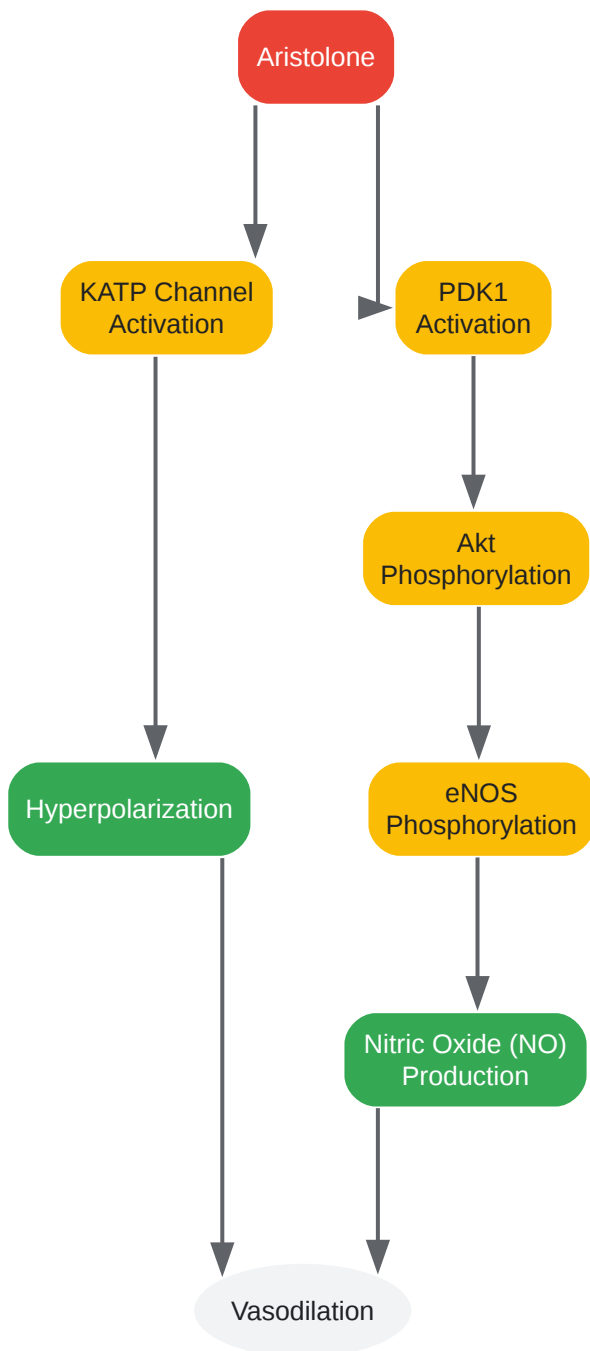 Aristolone
KATP Channel
Activation
PDK1
Activation
Akt
Phosphorylation
Hyperpolarization
eNOS
Phosphorylation
Nitric Oxide (NO)
Production
Vasodilation